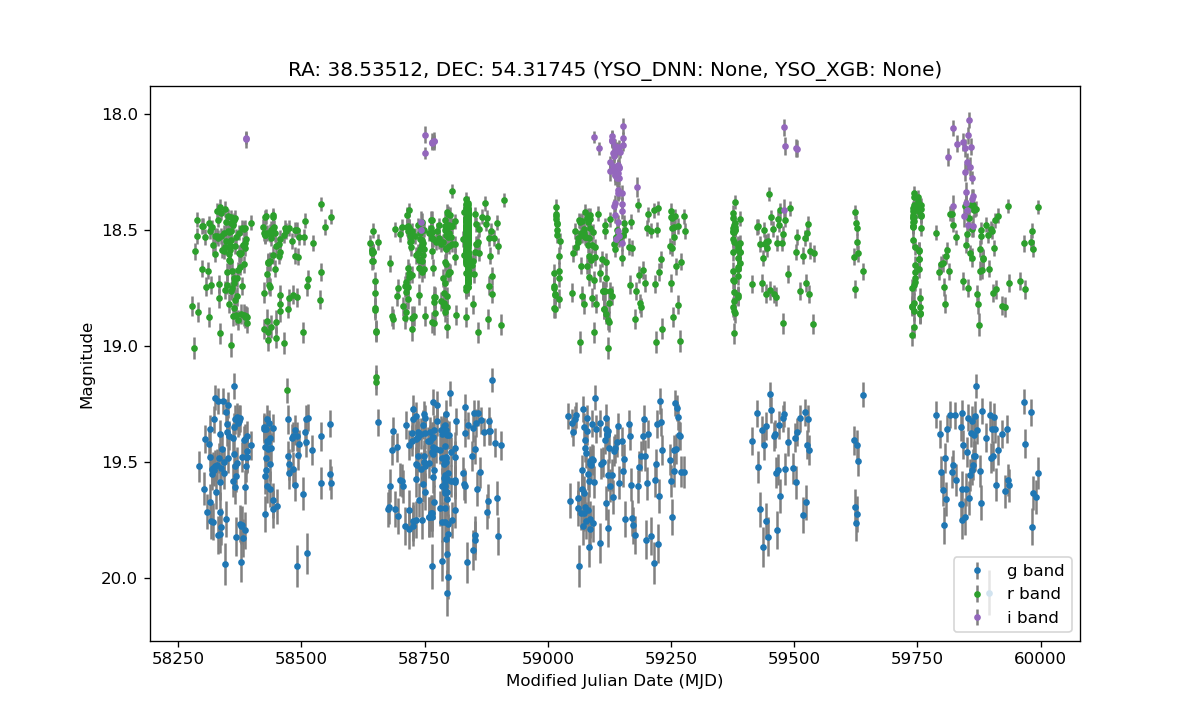 RA: 38.53512, DEC: 54.31745 (YSO_DNN: None, YSO_XGB: None)
18.0
18.5
19.0
19.5
20.0
Magnitude
g band
r band
i band
58250 58500 58750 59000 59250 59500 59750 60000
Modified Julian Date (MJD)